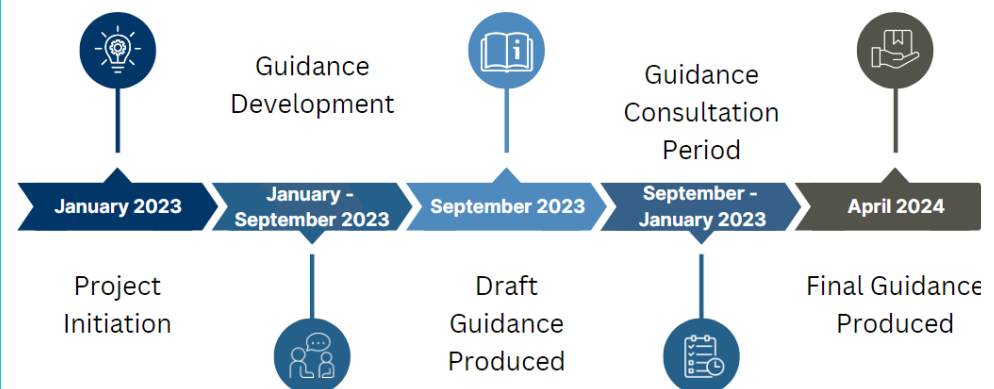 Guidance
Development
Guidance
Consultation
Period
January 2023
January -
September 2023
September 2023
September -
January 2023
April 2024
Project
Initiation
Draft
Guidance
Produced
Final Guidance
Produced
i